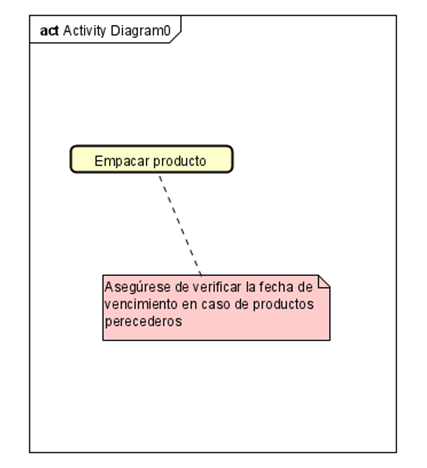 act Activity Diagram0
Empacar producto
Asegúrese de verificar la fecha de
vencimiento en caso de productos
perecederos